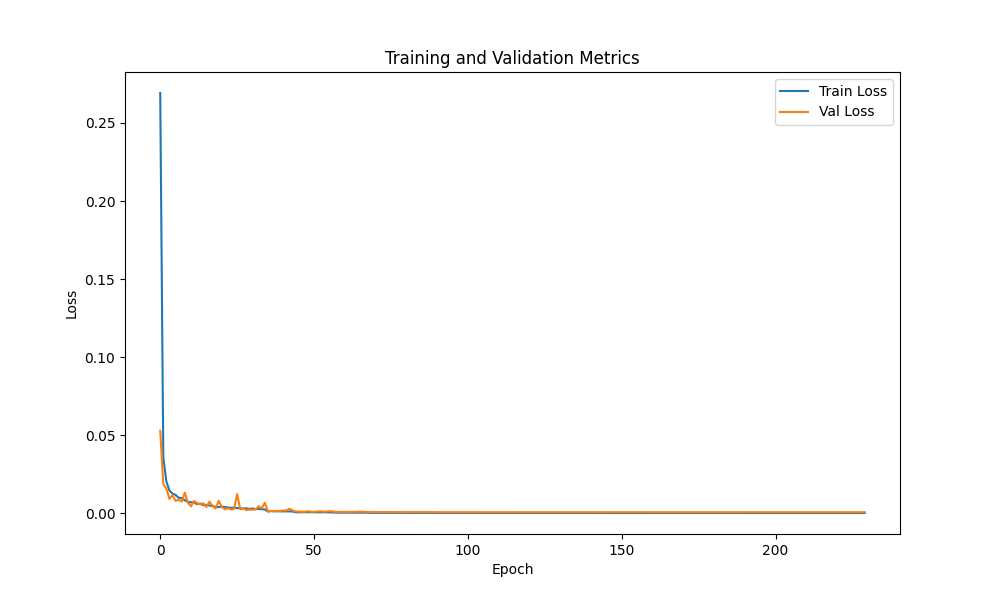 Training and Validation Metrics
Train Loss
Val Loss
0.25
0.20
0.15
0.10
0.05
0.00
Loss
0 50 100 150 200
Epoch